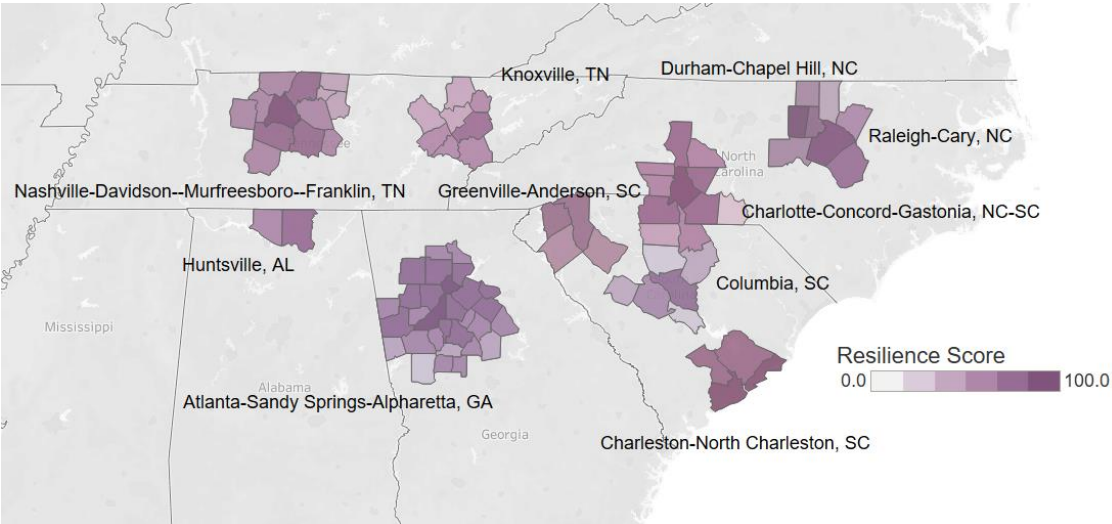 Knoxville, TN
Durham-Chapel Hill, NC
Raleigh-Cary, NC
North
Carolina
Nashville-Davidson--Murfreesboro--Franklin, TN
Greenville-Anderson, SC
Charlotte-Concord-Gastonia, NC-SC
Huntsville, AL
Columbia, SC
Mississippi
Resilience Score
0.0
100.0
Alabama
Atlanta-Sandy Springs-Alpharetta, GA
Georgia
Charleston-North Charleston, SC